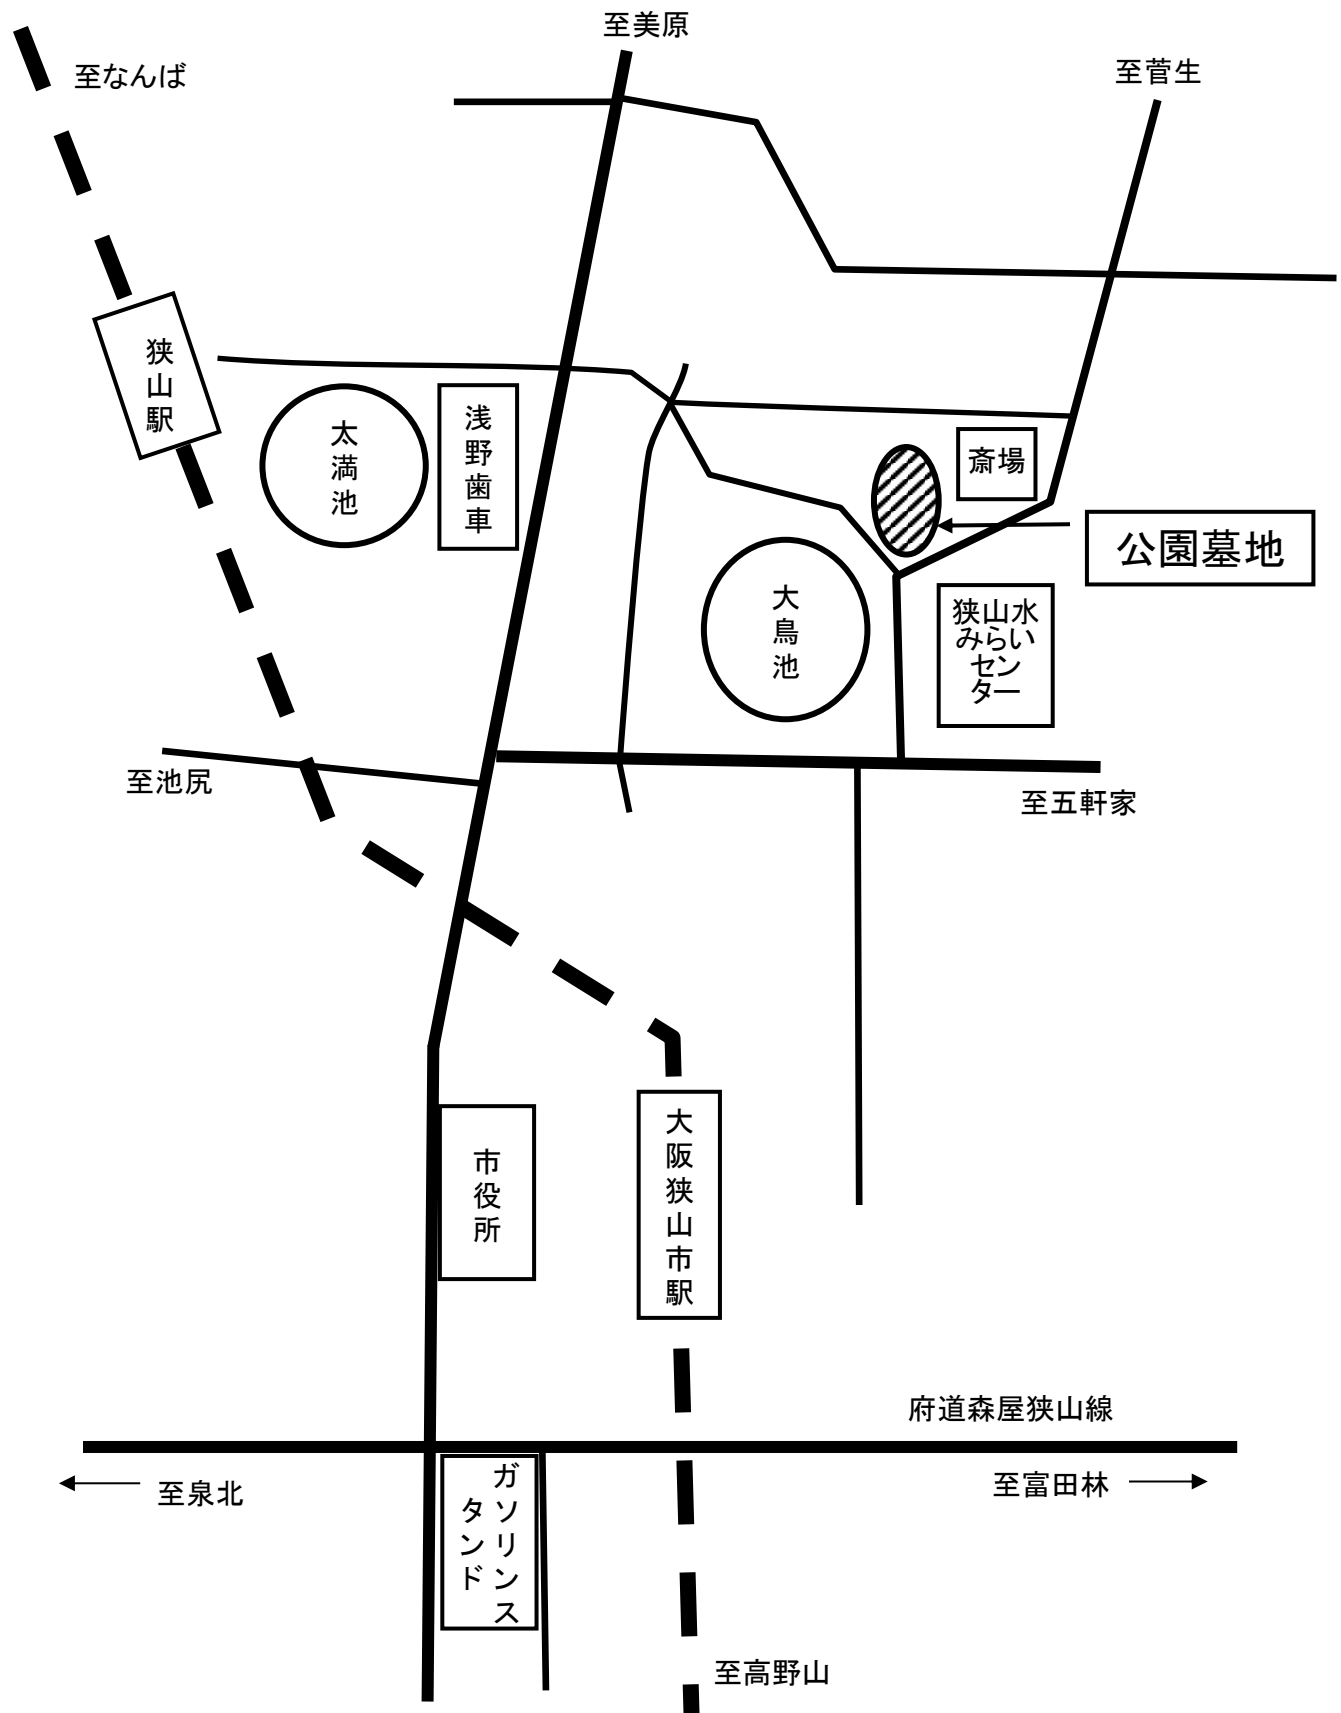 至美原
至菅生
至なんば
狭山駅
太満池
浅野歯車
斎場
公園墓地
大鳥池
狭山水
みらい
セン
ター
至池尻
至五軒家
市役所
大阪狭山市駅
府道森屋狭山線
至泉北
至富田林
ガソリンス
タンド
至高野山